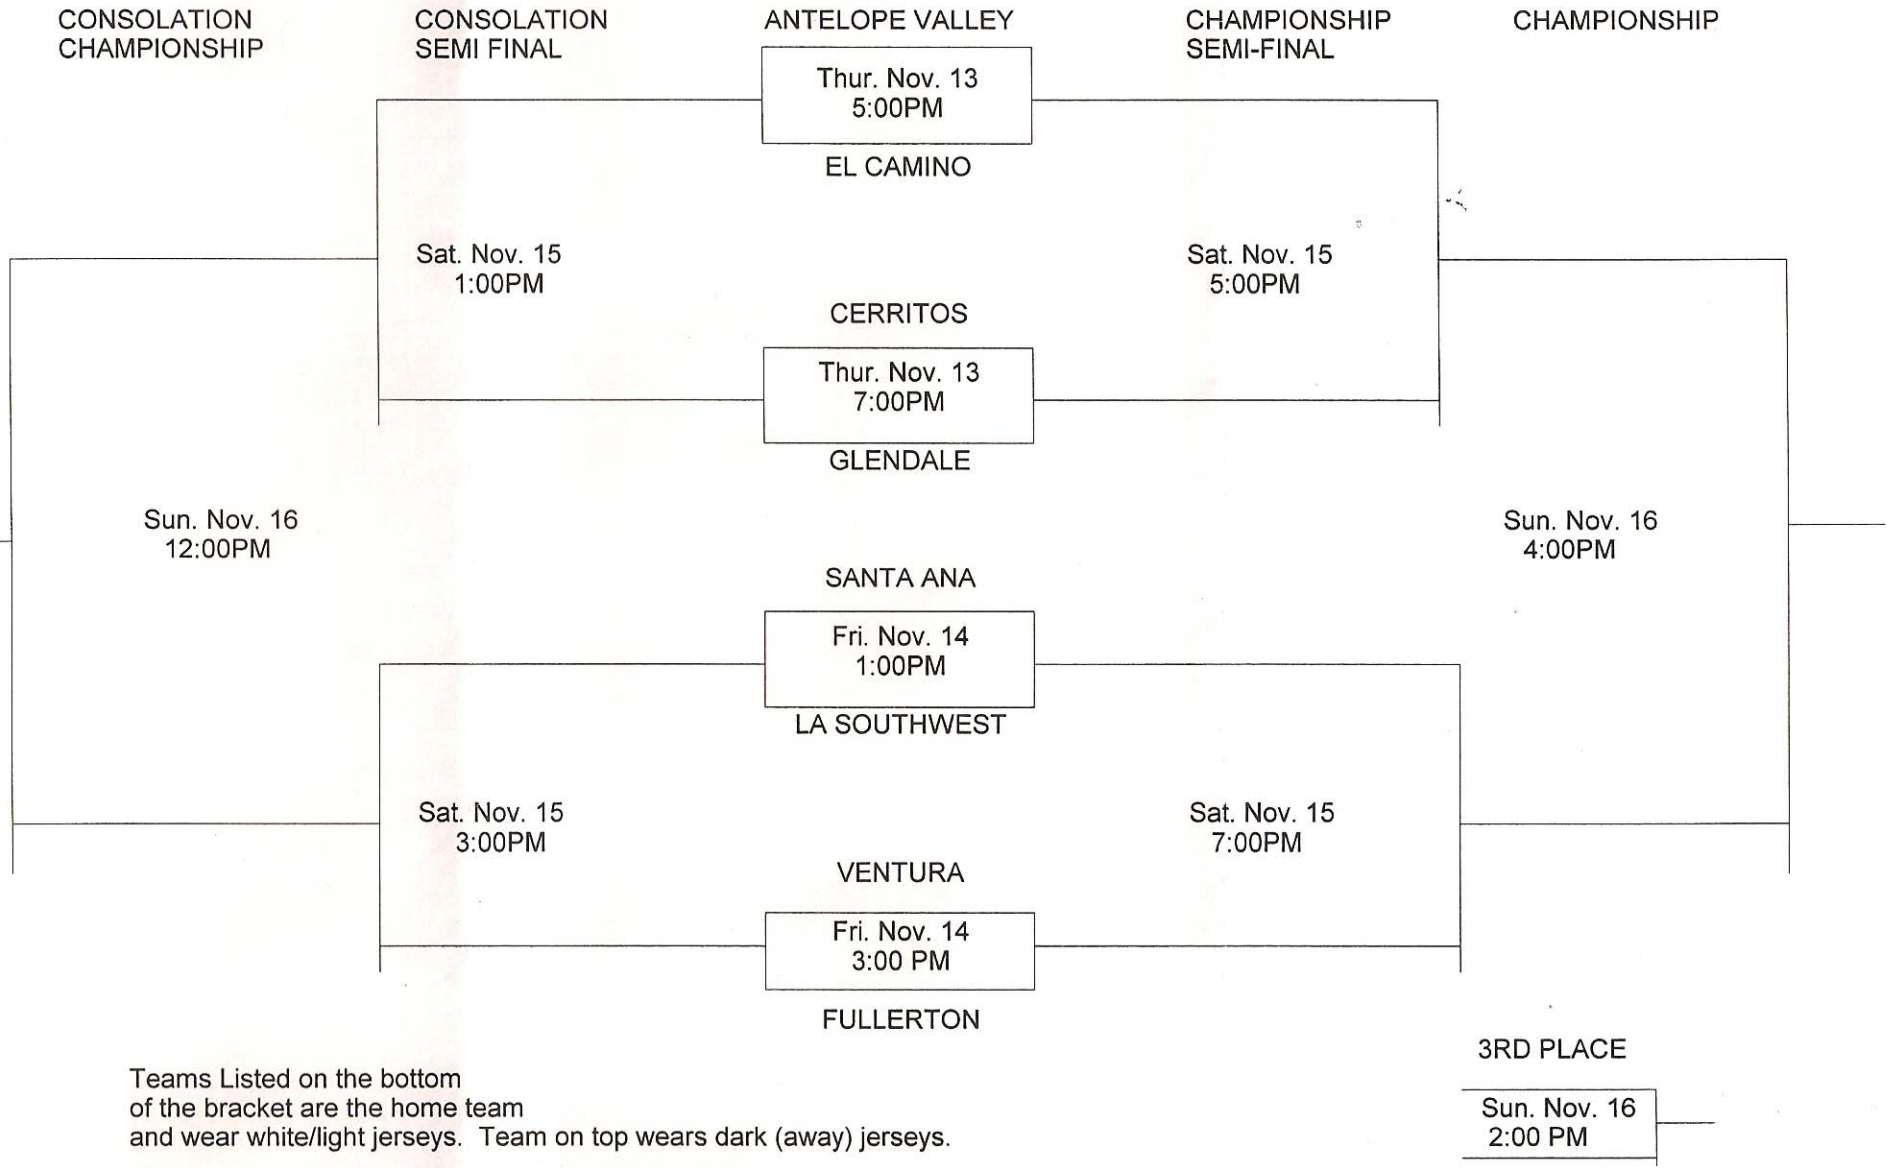 CONSOLATION
CHAMPIONSHIP
CONSOLATION
SEMI FINAL
ANTELOPE VALLEY
CHAMPIONSHIP
SEMI-FINAL
CHAMPIONSHIP
Thur. Nov. 13
5:00PM
EL CAMINO
Sat. Nov. 15
1:00PM
Sat. Nov. 15
5:00PM
CERRITOS
Thur. Nov. 13
7:00PM
GLENDALE
Sun. Nov. 16
12:00PM
Sun. Nov. 16
4:00PM
SANTA ANA
Fri. Nov. 14
1:00PM
LA SOUTHWEST
Sat. Nov. 15
3:00PM
Sat. Nov. 15
7:00PM
VENTURA
Fri. Nov. 14
3:00 PM
FULLERTON
3RD PLACE
Sun. Nov. 16
2:00 PM
Teams Listed on the bottom
of the bracket are the home team
and wear white/light jerseys. Team on top wears dark (away) jerseys.